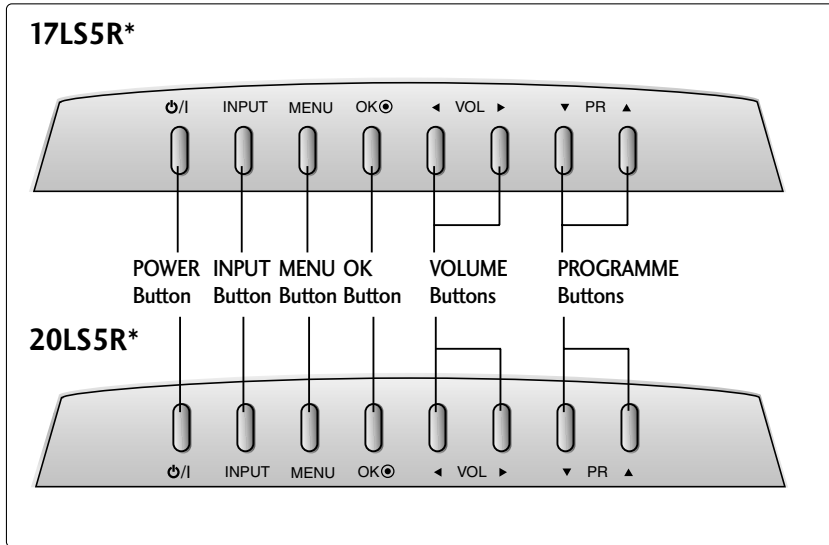 17LS5R*
⏻/I INPUT MENU OK⦿ ◄ VOL ► ▼ PR ▲
POWER Button
INPUT Button
MENU Button
OK Button
VOLUME Buttons
PROGRAMME Buttons
20LS5R*
⏻/I INPUT MENU OK⦿ ◄ VOL ► ▼ PR ▲